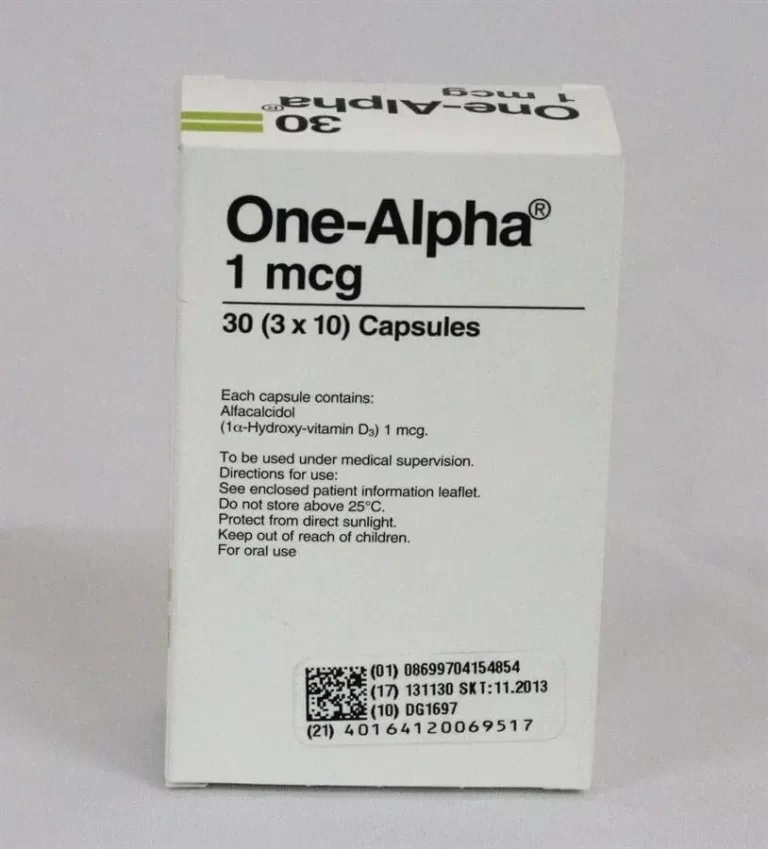 One-Alpha®
1 mcg
30
One-Alpha®
1 mcg
30 (3 x 10) Capsules
Each capsule contains:
Alfacalcidol
(1α-Hydroxy-vitamin D₃) 1 mcg.
To be used under medical supervision.
Directions for use:
See enclosed patient information leaflet.
Do not store above 25°C.
Protect from direct sunlight.
Keep out of reach of children.
For oral use
(01) 08699704154854
(17) 131130 SKT:11.2013
(10) DG1697
(21) 40164120069517